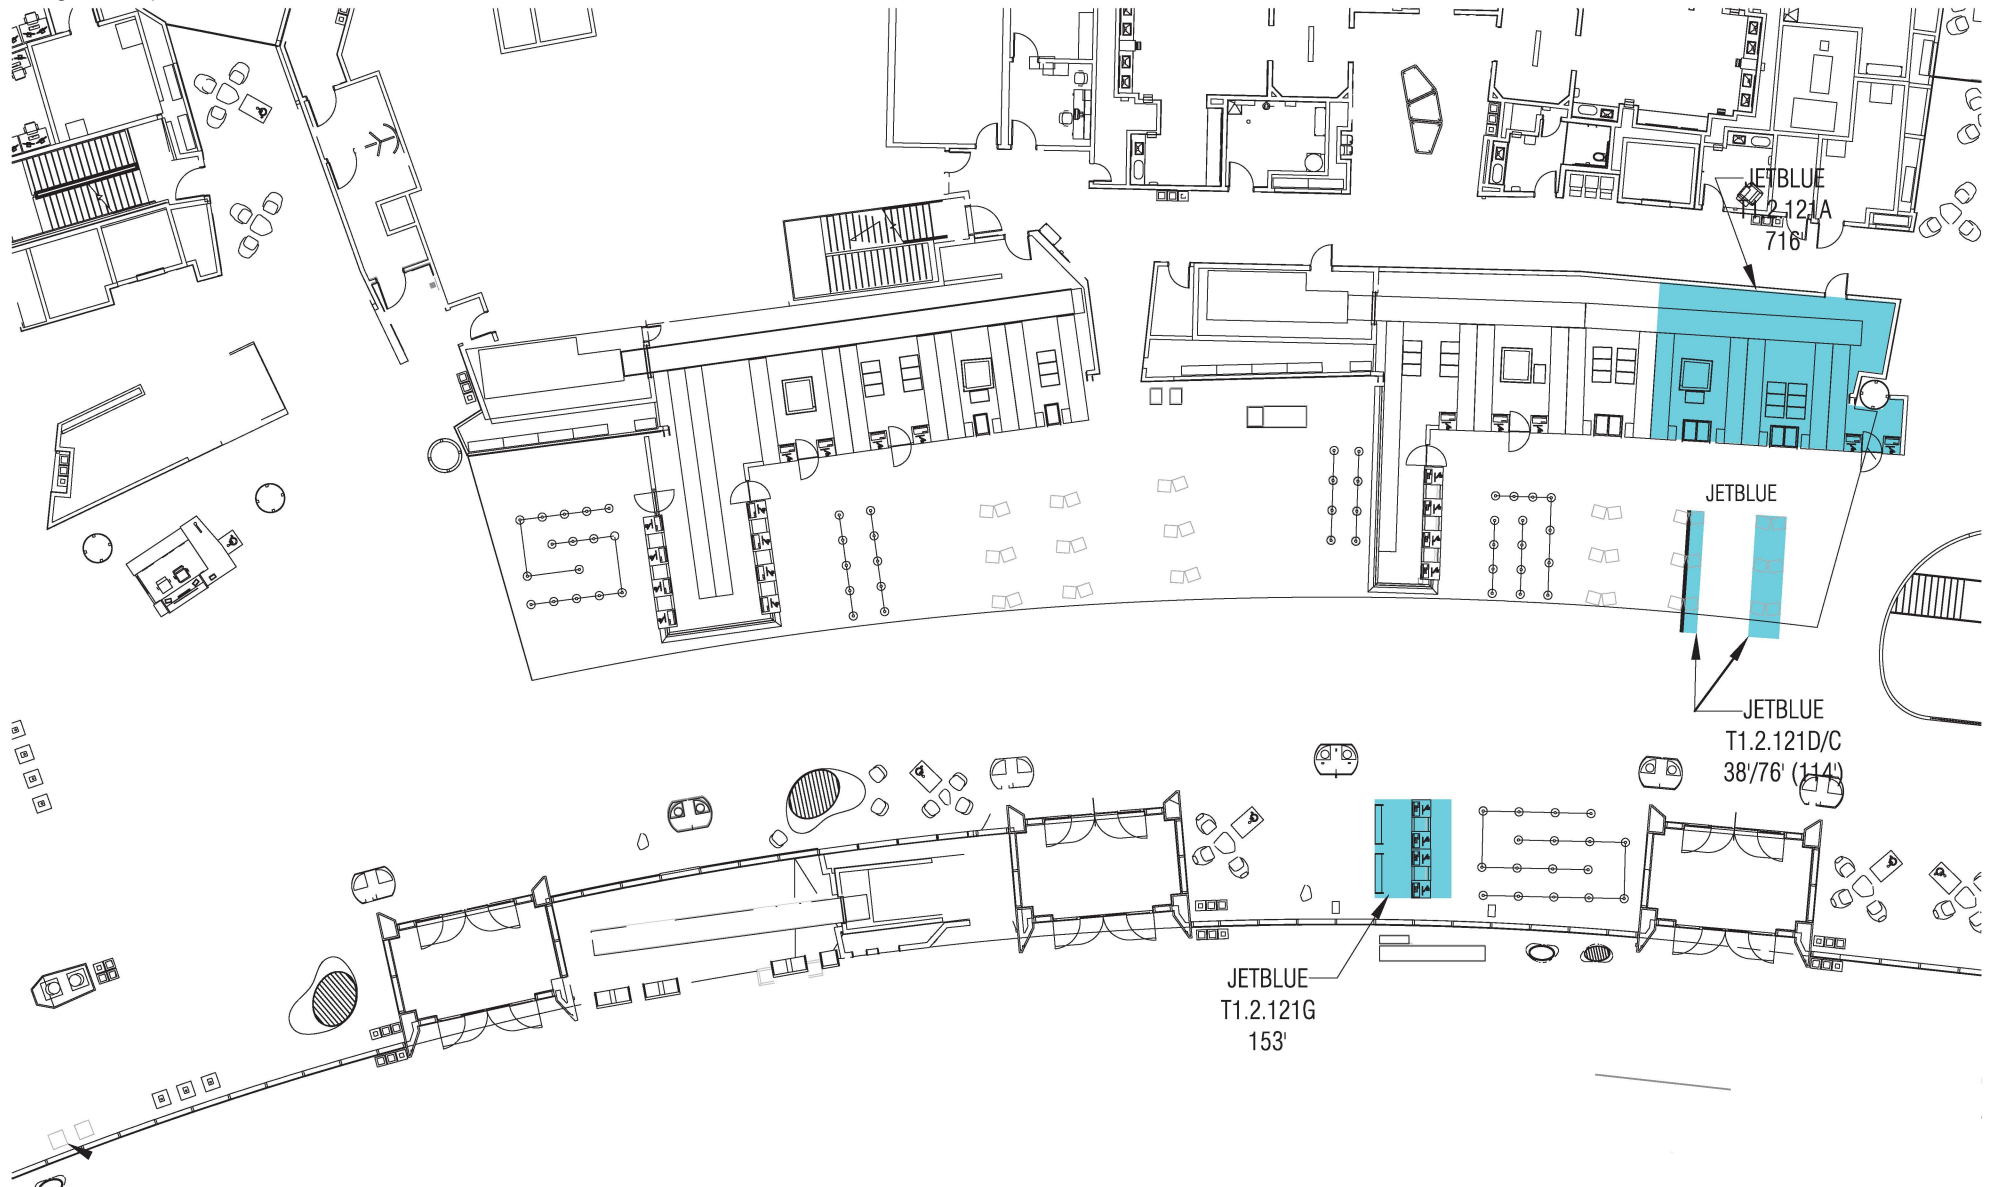 JETBLUE
T1.2.121A
716'
JETBLUE
JETBLUE
T1.2.121D/C
38'/76' (114')
JETBLUE
T1.2.121G
153'